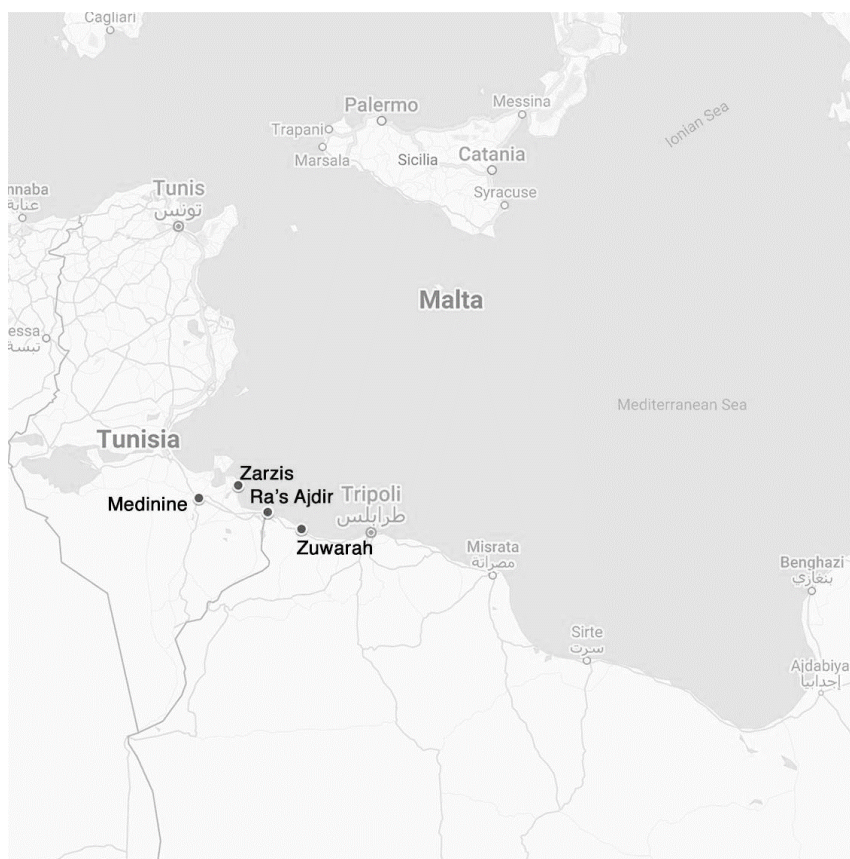 Cagliari
Palermo
Messina
Trapani
Marsala
Sicilia
Catania
Syracuse
Ionian Sea
Tunis
تونس
nnaba
عنابة
Malta
essa
تبسة
Mediterranean Sea
Tunisia
Zarzis
Medinine
Ra's Ajdir
Tripoli
طرابلس
Zuwarah
Misrata
مصراتة
Benghazi
بنغازي
Sirte
سرت
Ajdabiya
إجدابيا